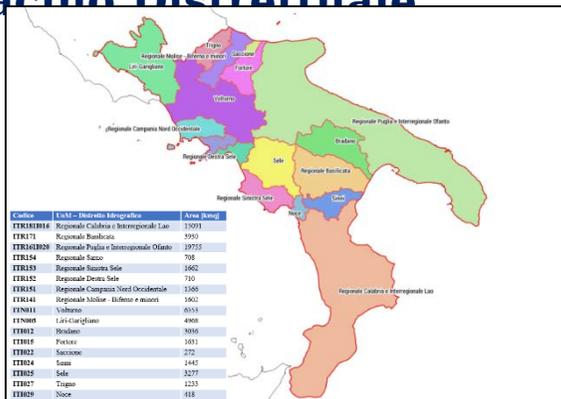 Trigno
Saccione
Regionale Molise - Biferno e minori
Fortore
Liri-Garigliano
Volturno
Regionale Puglia e Interregionale Ofanto
Regionale Campania Nord Occidentale
Bradano
Regionale Destra Sele
Sele
Regionale Basilicata
Regionale Sinistra Sele
Sinni
Noce
Regionale Calabria e Interregionale Lao
Codice UnM – Distretto Idrografico Area [kmq]
ITR181I016 Regionale Calabria e Interregionale Lao
ITR171 Regionale Basilicata
ITR161I020 Regionale Puglia e Interregionale Ofanto 19755
ITR154 Regionale Sarno 708
ITR153 Regionale Sinistra Sele 1662
ITR152 Regionale Destra Sele 710
ITR151 Regionale Campania Nord Occidentale 1366
ITR141 Regionale Molise - Biferno e minori 1602
ITN011 Volturno 6353
ITN005 Liri-Garigliano
ITI012 Bradano 3036
ITI015 Fortore 1631
ITI022 Saccione 272
ITI024 Sinni 1445
ITI025 Sele 3277
ITI027 Trigno 1233
ITI029 Noce 418